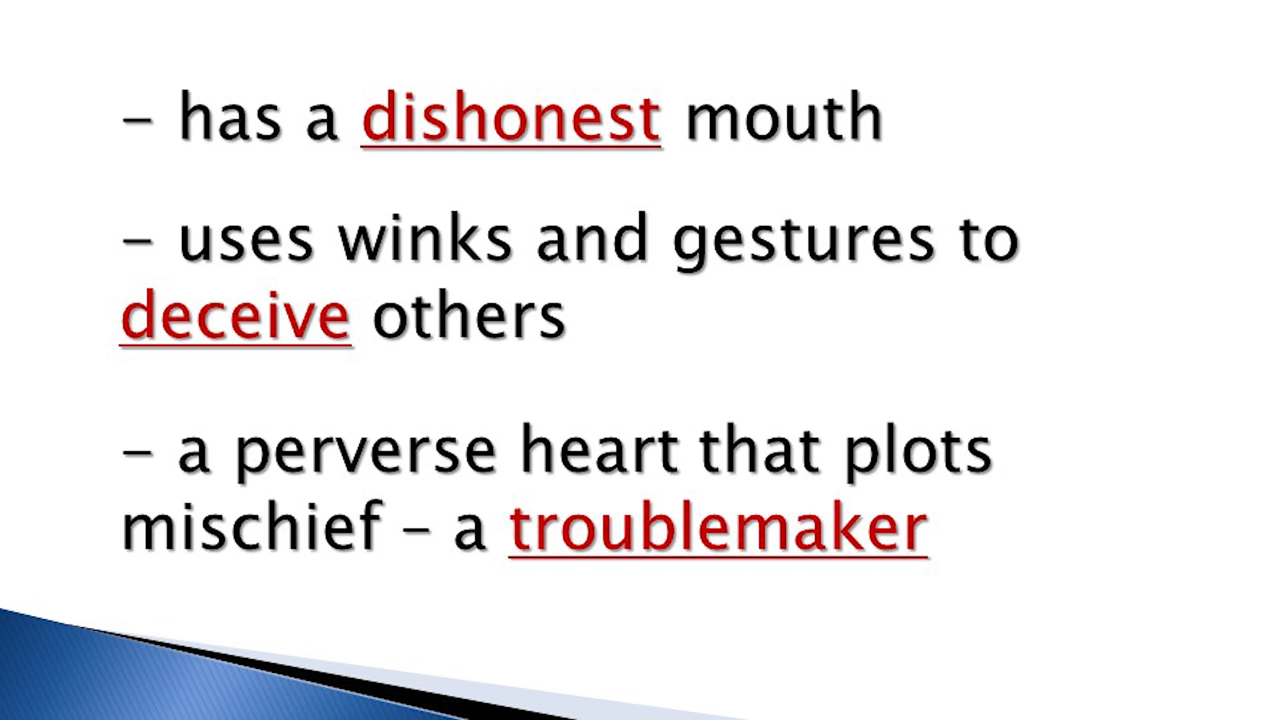 - has a dishonest mouth
- uses winks and gestures to
deceive others
- a perverse heart that plots
mischief - a troublemaker